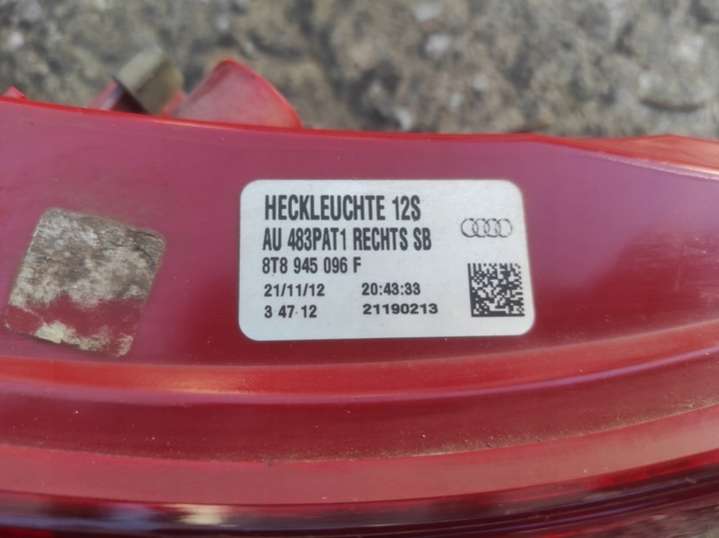 HECKLEUCHTE 12S
AU 483PAT1 RECHTS SB
8T8 945 096 F
21/11/12 20:43:33
3 47.12 21190213